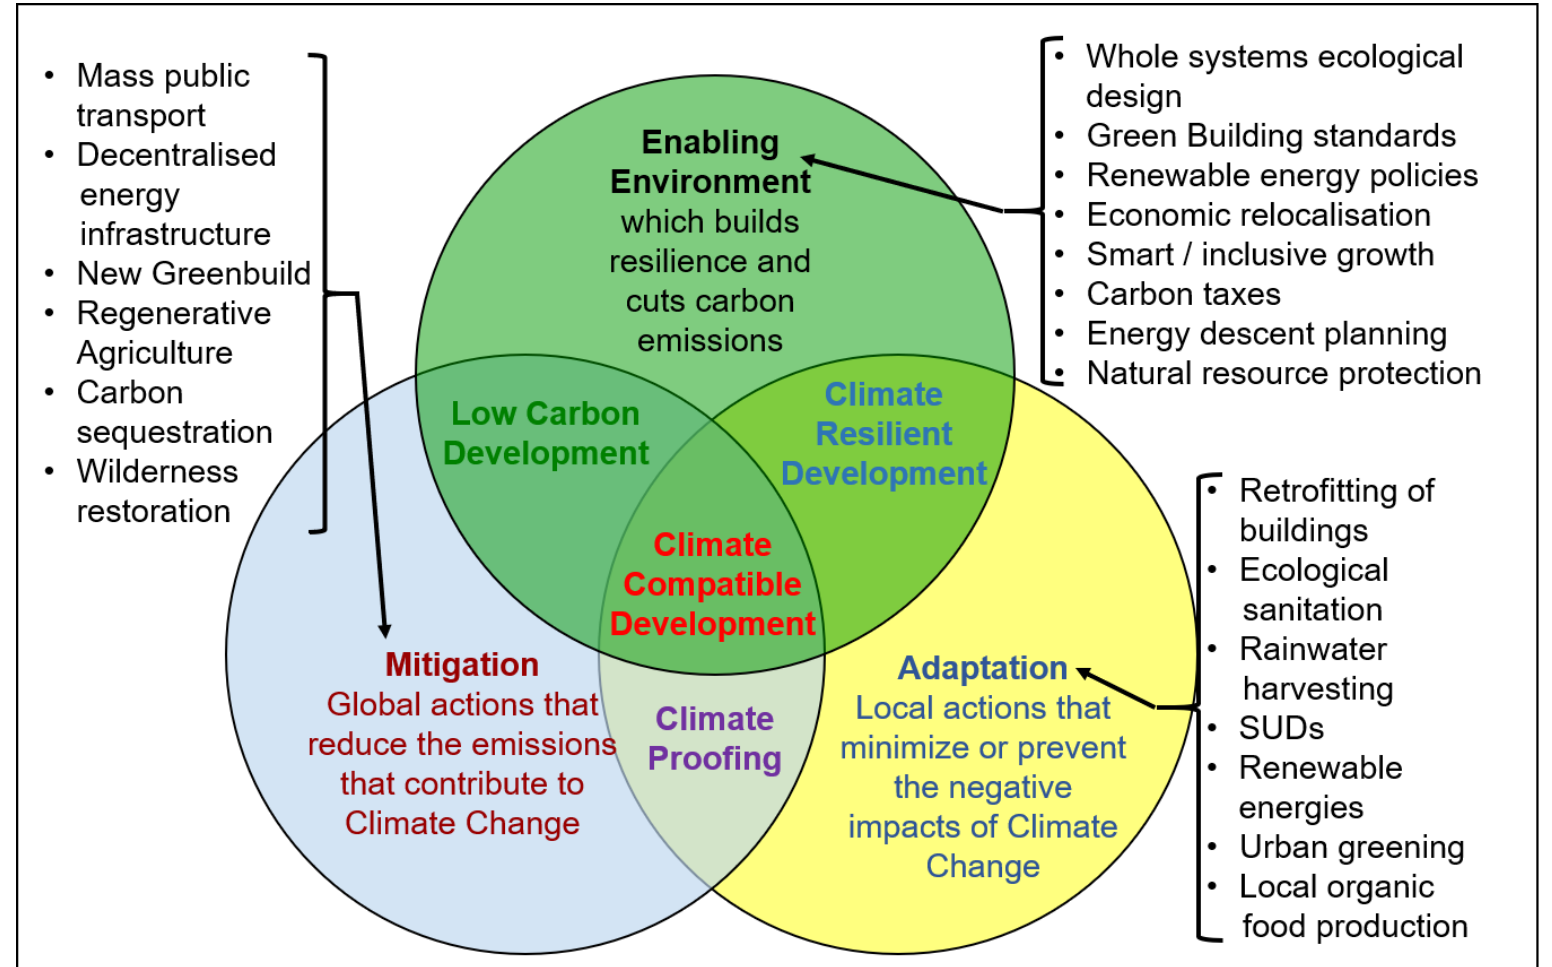 • Mass public
transport
• Decentralised
energy
infrastructure
• New Greenbuild
• Regenerative
Agriculture
• Carbon
sequestration
• Wilderness
restoration
Enabling
Environment
which builds
resilience and
cuts carbon
emissions
• Whole systems ecological
design
• Green Building standards
• Renewable energy policies
• Economic relocalisation
• Smart / inclusive growth
• Carbon taxes
• Energy descent planning
• Natural resource protection
Low Carbon
Development
Climate
Resilient
Development
Climate
Compatible
Development
Mitigation
Global actions that
reduce the emissions
that contribute to
Climate Change
Climate
Proofing
Adaptation
Local actions that
minimize or prevent
the negative
impacts of Climate
Change
• Retrofitting of
buildings
• Ecological
sanitation
• Rainwater
harvesting
• SUDs
• Renewable
energies
• Urban greening
• Local organic
food production